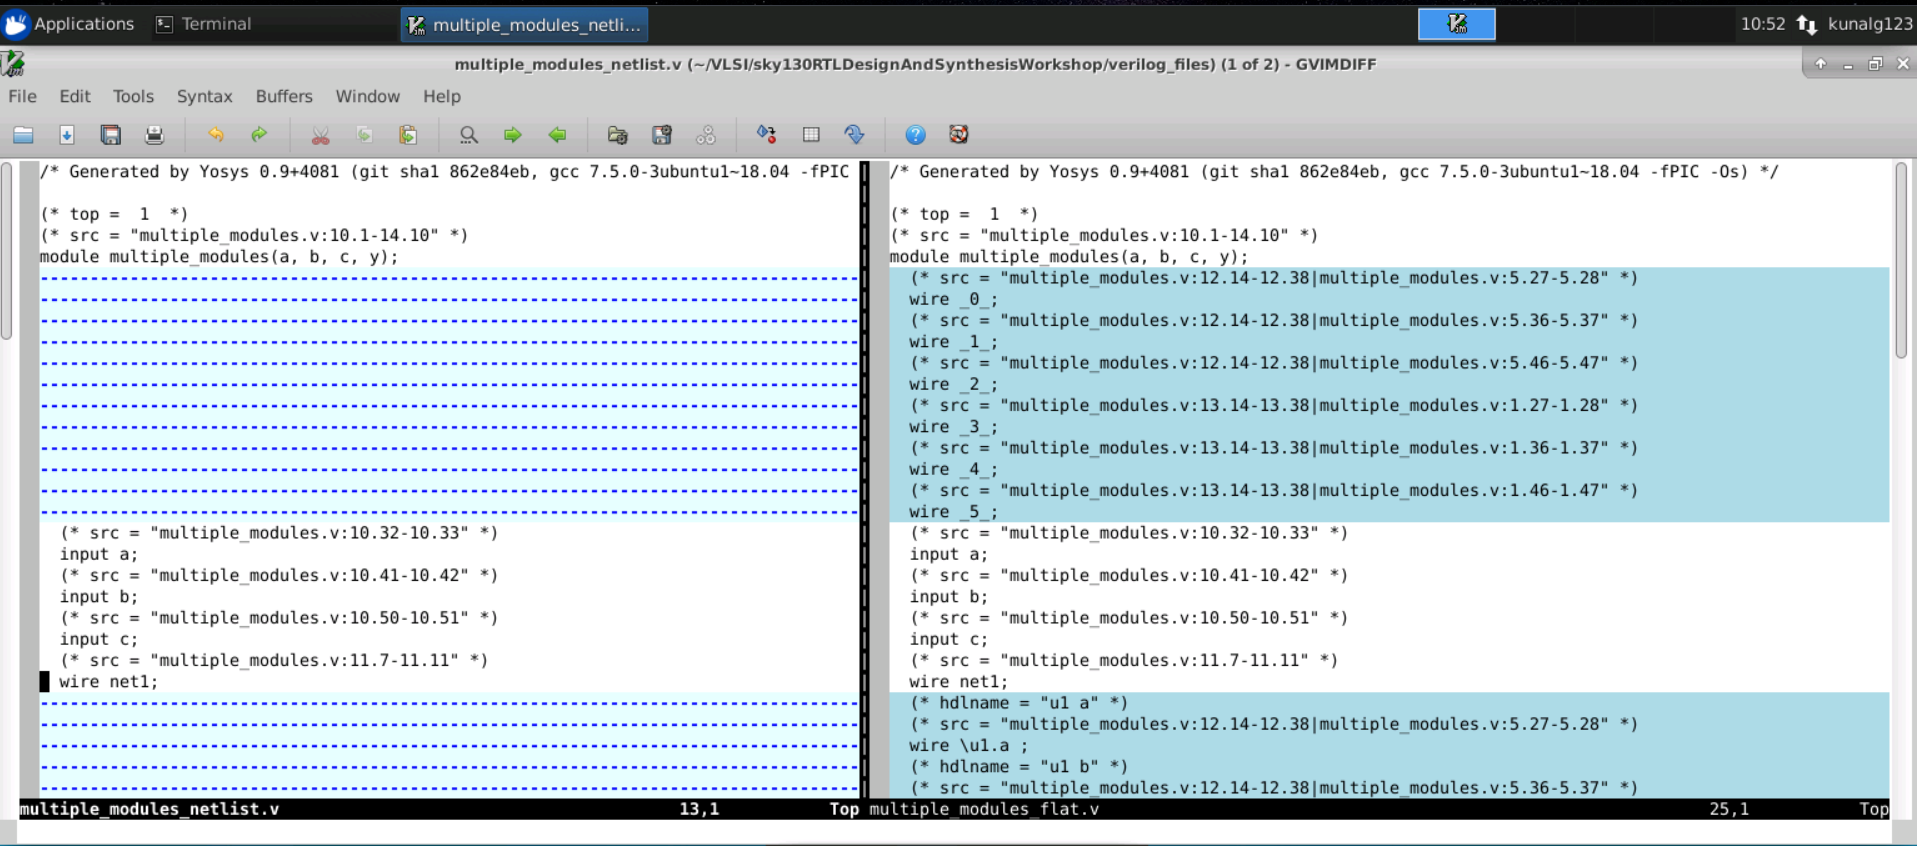 Applications
Terminal
multiple_modules_netli...
10:52
kunalg123
multiple_modules_netlist.v (~/VLSI/sky130RTLDesignAndSynthesisWorkshop/verilog_files) (1 of 2) - GVIMDIFF
File Edit Tools Syntax Buffers Window Help
/* Generated by Yosys 0.9+4081 (git sha1 862e84eb, gcc 7.5.0-3ubuntu1~18.04 -fPIC
(* top =  1  *)
(* src = "multiple_modules.v:10.1-14.10" *)
module multiple_modules(a, b, c, y);
  (* src = "multiple_modules.v:10.32-10.33" *)
  input a;
  (* src = "multiple_modules.v:10.41-10.42" *)
  input b;
  (* src = "multiple_modules.v:10.50-10.51" *)
  input c;
  (* src = "multiple_modules.v:11.7-11.11" *)
  wire net1;
multiple_modules_netlist.v 13,1 Top
/* Generated by Yosys 0.9+4081 (git sha1 862e84eb, gcc 7.5.0-3ubuntu1~18.04 -fPIC -Os) */
(* top =  1  *)
(* src = "multiple_modules.v:10.1-14.10" *)
module multiple_modules(a, b, c, y);
  (* src = "multiple_modules.v:12.14-12.38|multiple_modules.v:5.27-5.28" *)
  wire _0_;
  (* src = "multiple_modules.v:12.14-12.38|multiple_modules.v:5.36-5.37" *)
  wire _1_;
  (* src = "multiple_modules.v:12.14-12.38|multiple_modules.v:5.46-5.47" *)
  wire _2_;
  (* src = "multiple_modules.v:13.14-13.38|multiple_modules.v:1.27-1.28" *)
  wire _3_;
  (* src = "multiple_modules.v:13.14-13.38|multiple_modules.v:1.36-1.37" *)
  wire _4_;
  (* src = "multiple_modules.v:13.14-13.38|multiple_modules.v:1.46-1.47" *)
  wire _5_;
  (* src = "multiple_modules.v:10.32-10.33" *)
  input a;
  (* src = "multiple_modules.v:10.41-10.42" *)
  input b;
  (* src = "multiple_modules.v:10.50-10.51" *)
  input c;
  (* src = "multiple_modules.v:11.7-11.11" *)
  wire net1;
  (* hdlname = "u1 a" *)
  (* src = "multiple_modules.v:12.14-12.38|multiple_modules.v:5.27-5.28" *)
  wire \u1.a ;
  (* hdlname = "u1 b" *)
  (* src = "multiple_modules.v:12.14-12.38|multiple_modules.v:5.36-5.37" *)
multiple_modules_flat.v 25,1 Top